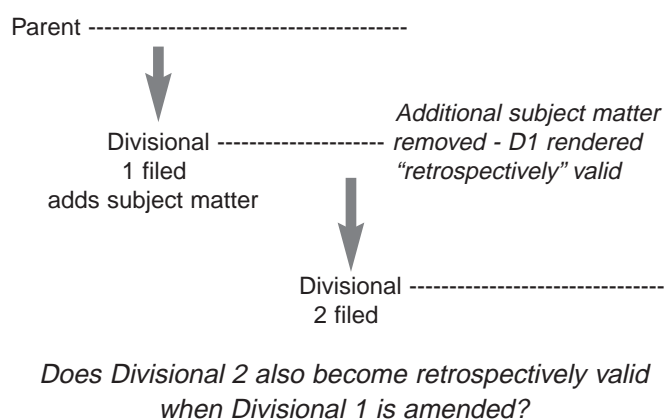 Parent -----------------------------------
Additional subject matter
Divisional --------------------- removed - D1 rendered
1 filed "retrospectively" valid
adds subject matter
Divisional --------------------------------
2 filed
Does Divisional 2 also become retrospectively valid
when Divisional 1 is amended?